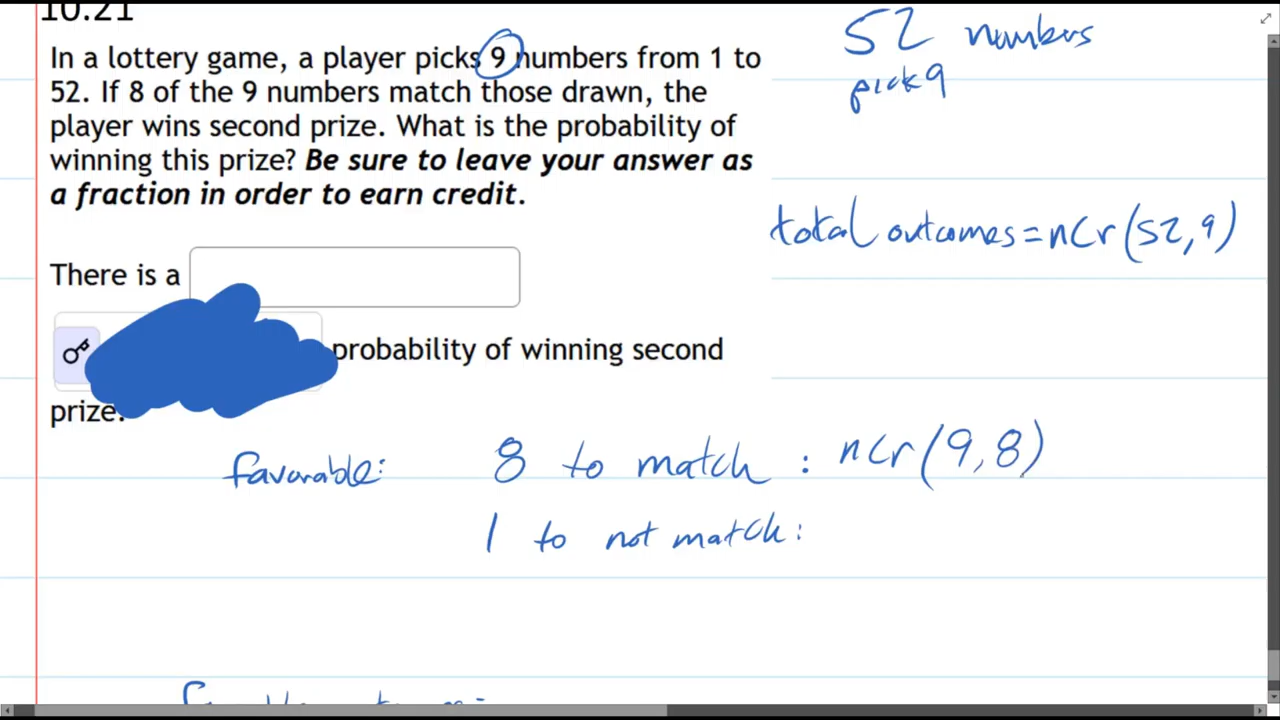 10.21
In a lottery game, a player picks 9 numbers from 1 to
52. If 8 of the 9 numbers match those drawn, the
player wins second prize. What is the probability of
winning this prize? Be sure to leave your answer as
a fraction in order to earn credit.
52 numbers
pick 9
total outcomes = nCr(52,9)
There is a
probability of winning second
prize.
favorable: 8 to match : nCr(9,8)
1 to not match: